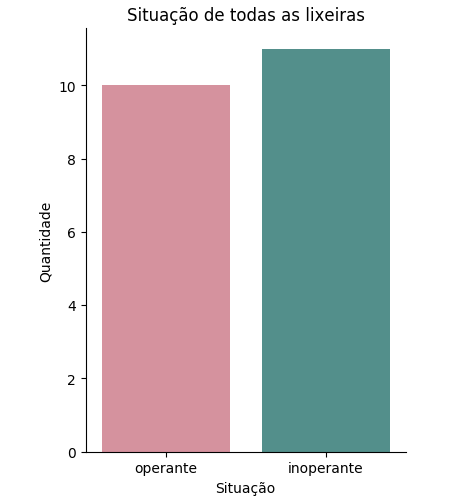 Situação de todas as lixeiras
Quantidade
10
8
6
4
2
0
operante
inoperante
Situação